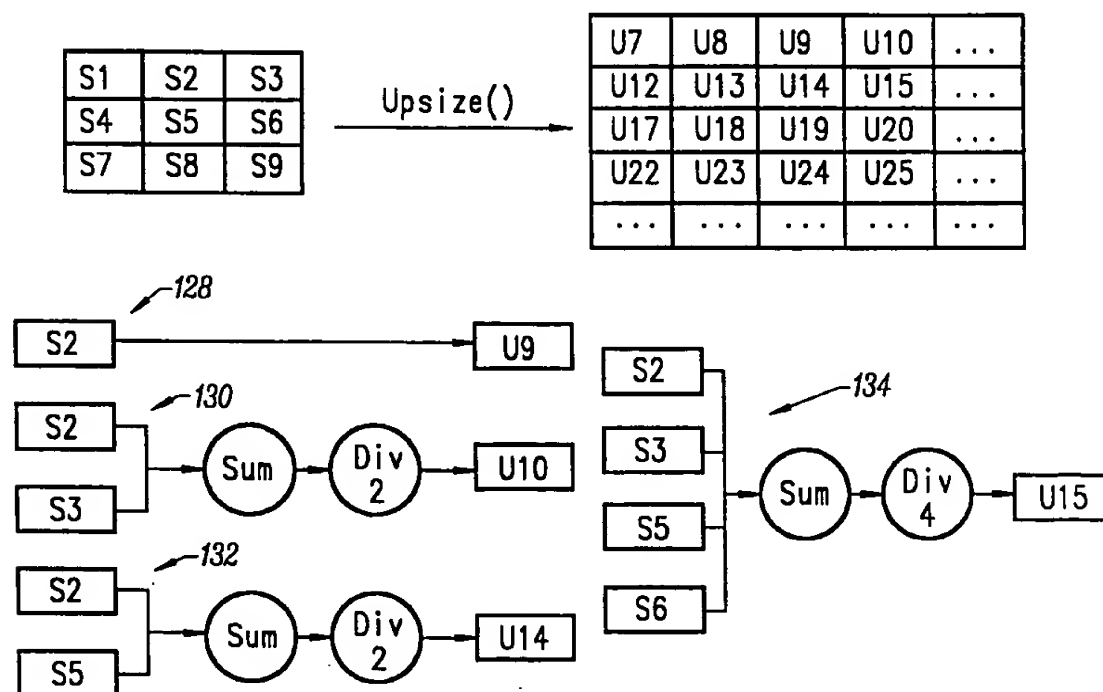 S1 S2 S3
S4 S5 S6
S7 S8 S9
Upsize()
U7 U8 U9 U10 ...
U12 U13 U14 U15 ...
U17 U18 U19 U20 ...
U22 U23 U24 U25 ...
... ... ... ... ...
128
S2 U9
130
S2
S3
Sum
Div
2
U10
132
S2
S5
Sum
Div
2
U14
134
S2
S3
S5
S6
Sum
Div
4
U15